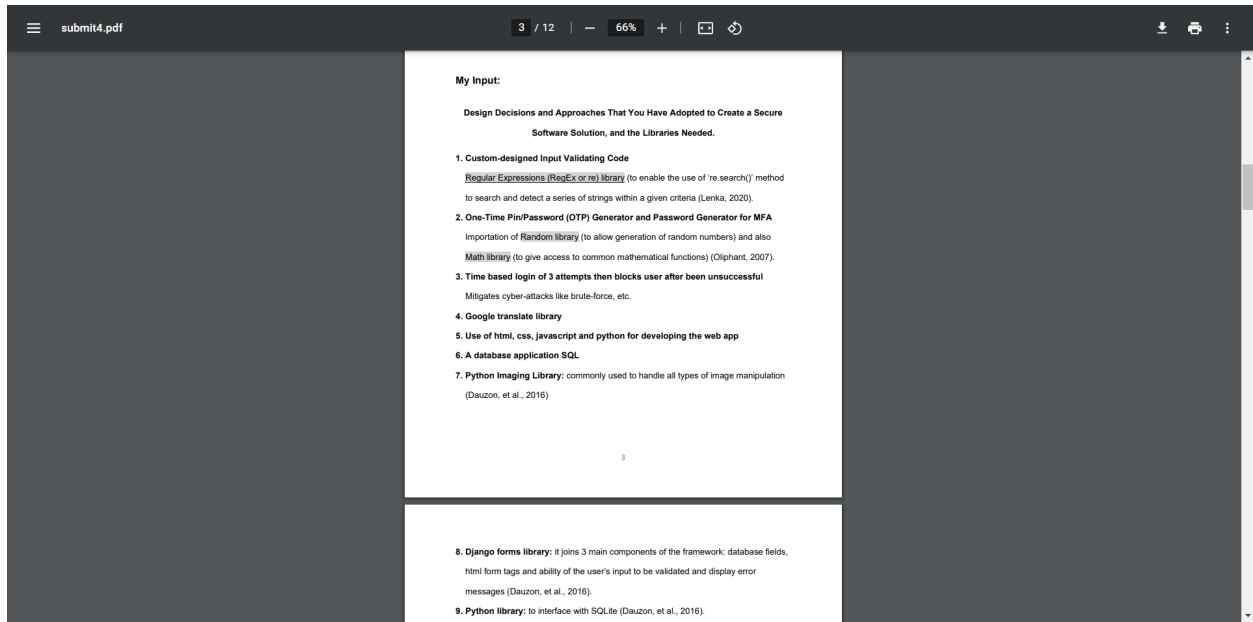 submit4.pdf
3 / 12
66%
My Input:
Design Decisions and Approaches That You Have Adopted to Create a Secure
Software Solution, and the Libraries Needed.
1. Custom-designed Input Validating Code
Regular Expressions (RegEx or re) library (to enable the use of 're.search()' method
to search and detect a series of strings within a given criteria (Lenka, 2020).
2. One-Time Pin/Password (OTP) Generator and Password Generator for MFA
Importation of Random library (to allow generation of random numbers) and also
Math library (to give access to common mathematical functions) (Oliphant, 2007).
3. Time based login of 3 attempts then blocks user after been unsuccessful
Mitigates cyber-attacks like brute-force, etc.
4. Google translate library
5. Use of html, css, javascript and python for developing the web app
6. A database application SQL
7. Python Imaging Library: commonly used to handle all types of image manipulation
(Dauzon, et al., 2016)
3
8. Django forms library: it joins 3 main components of the framework: database fields,
html form tags and ability of the user's input to be validated and display error
messages (Dauzon, et al., 2016).
9. Python library: to interface with SQLite (Dauzon, et al., 2016).